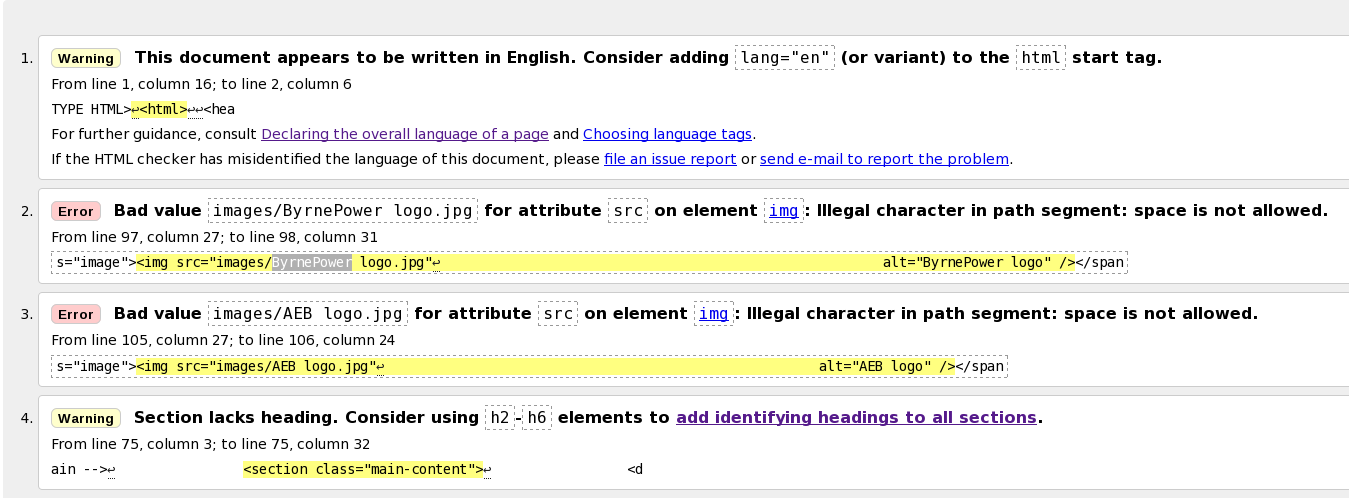 1. Warning This document appears to be written in English. Consider adding lang="en" (or variant) to the html start tag.
From line 1, column 16; to line 2, column 6
TYPE HTML>↩<html>↩↩<hea
For further guidance, consult Declaring the overall language of a page and Choosing language tags.
If the HTML checker has misidentified the language of this document, please file an issue report or send e-mail to report the problem.
2. Error Bad value images/ByrnePower logo.jpg for attribute src on element img: Illegal character in path segment: space is not allowed.
From line 97, column 27; to line 98, column 31
s="image"><img src="images/ByrnePower logo.jpg"↩ alt="ByrnePower logo" /></span
3. Error Bad value images/AEB logo.jpg for attribute src on element img: Illegal character in path segment: space is not allowed.
From line 105, column 27; to line 106, column 24
s="image"><img src="images/AEB logo.jpg"↩ alt="AEB logo" /></span
4. Warning Section lacks heading. Consider using h2-h6 elements to add identifying headings to all sections.
From line 75, column 3; to line 75, column 32
ain -->↩ <section class="main-content">↩ <d